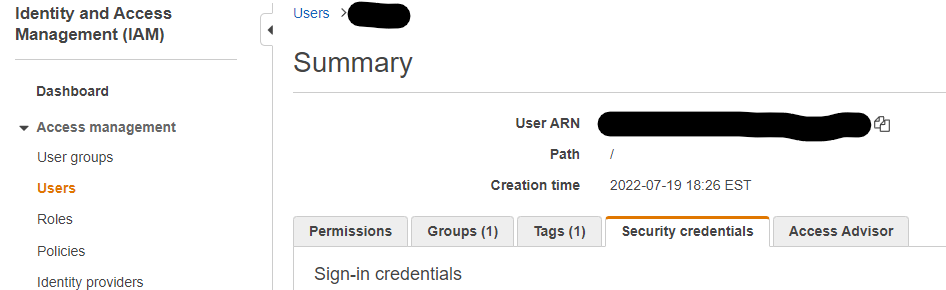 Identity and Access
Management (IAM)
Dashboard
Access management
User groups
Users
Roles
Policies
Identity providers
Users >
Summary
User ARN
Path /
Creation time 2022-07-19 18:26 EST
Permissions Groups (1) Tags (1) Security credentials Access Advisor
Sign-in credentials